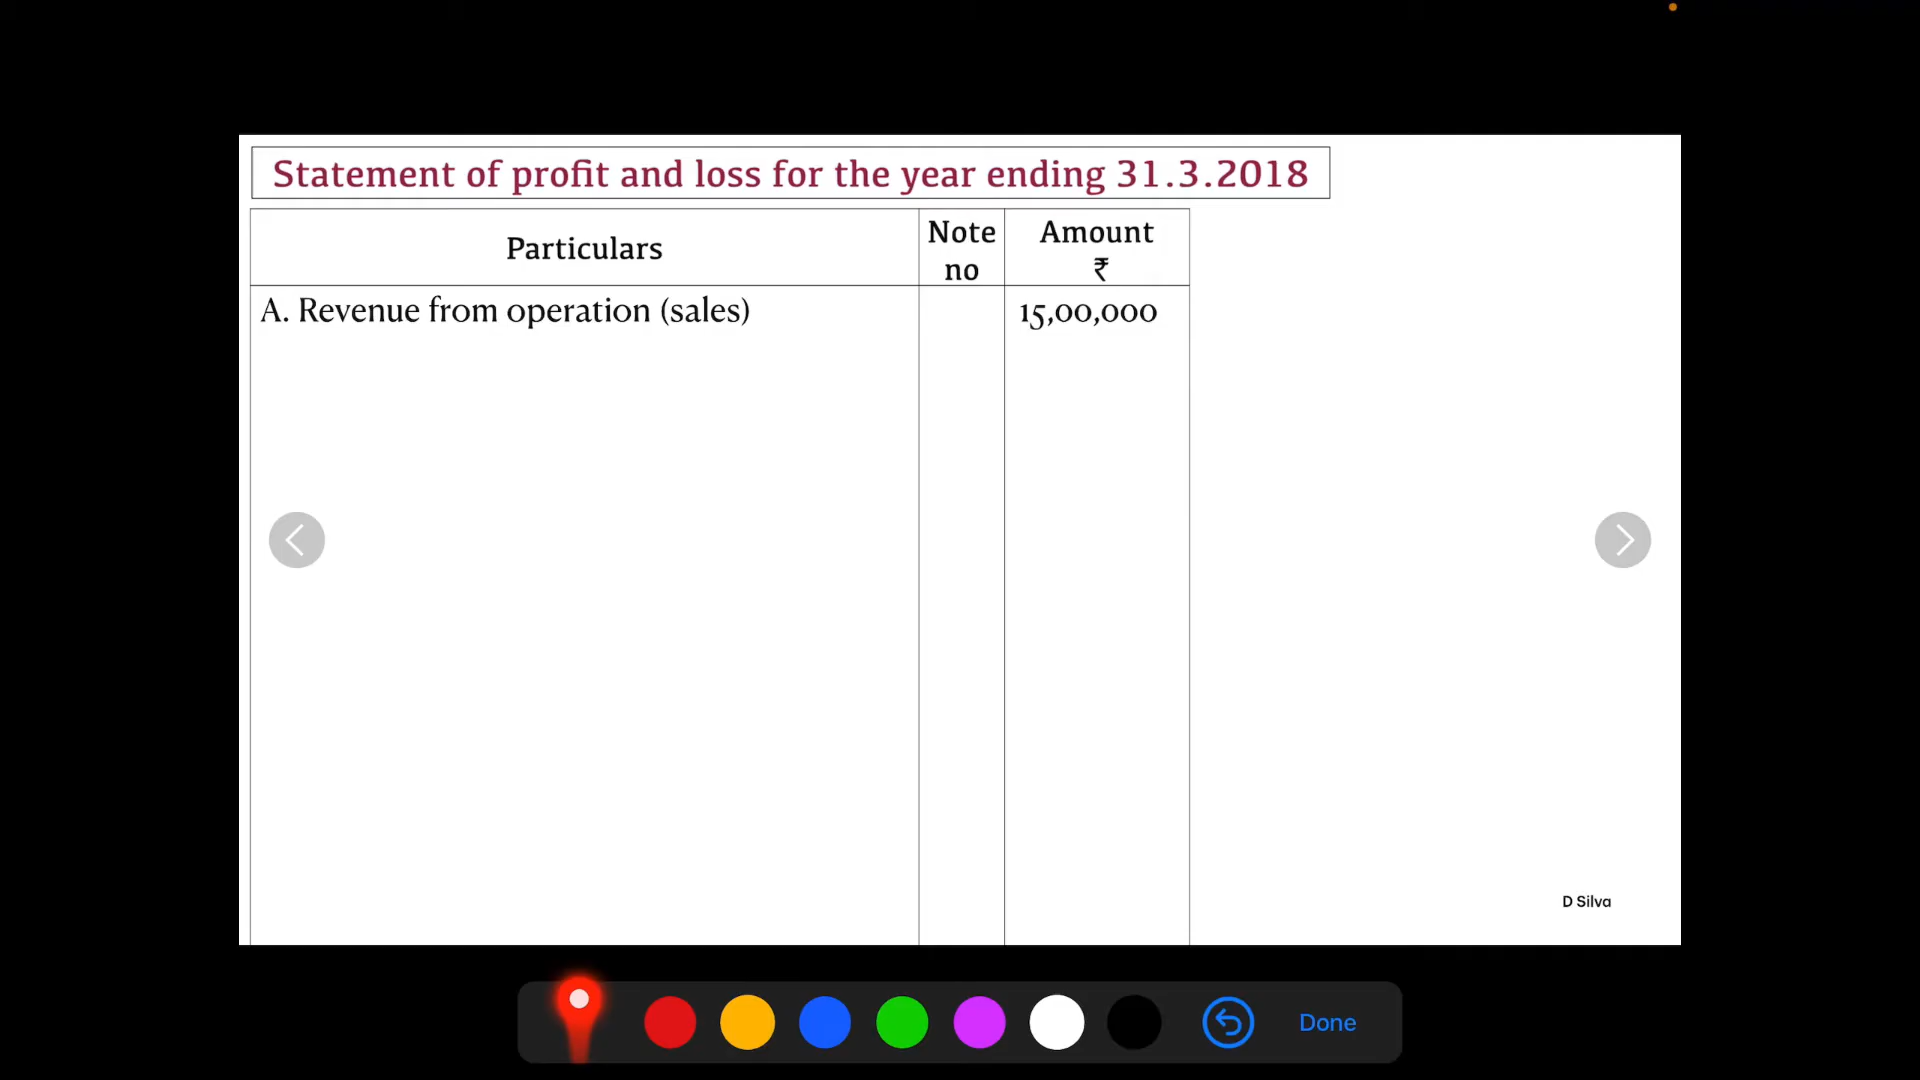 Statement of profit and loss for the year ending 31.3.2018
Particulars
Note no
Amount ₹
A. Revenue from operation (sales)
15,00,000
D Silva
Done